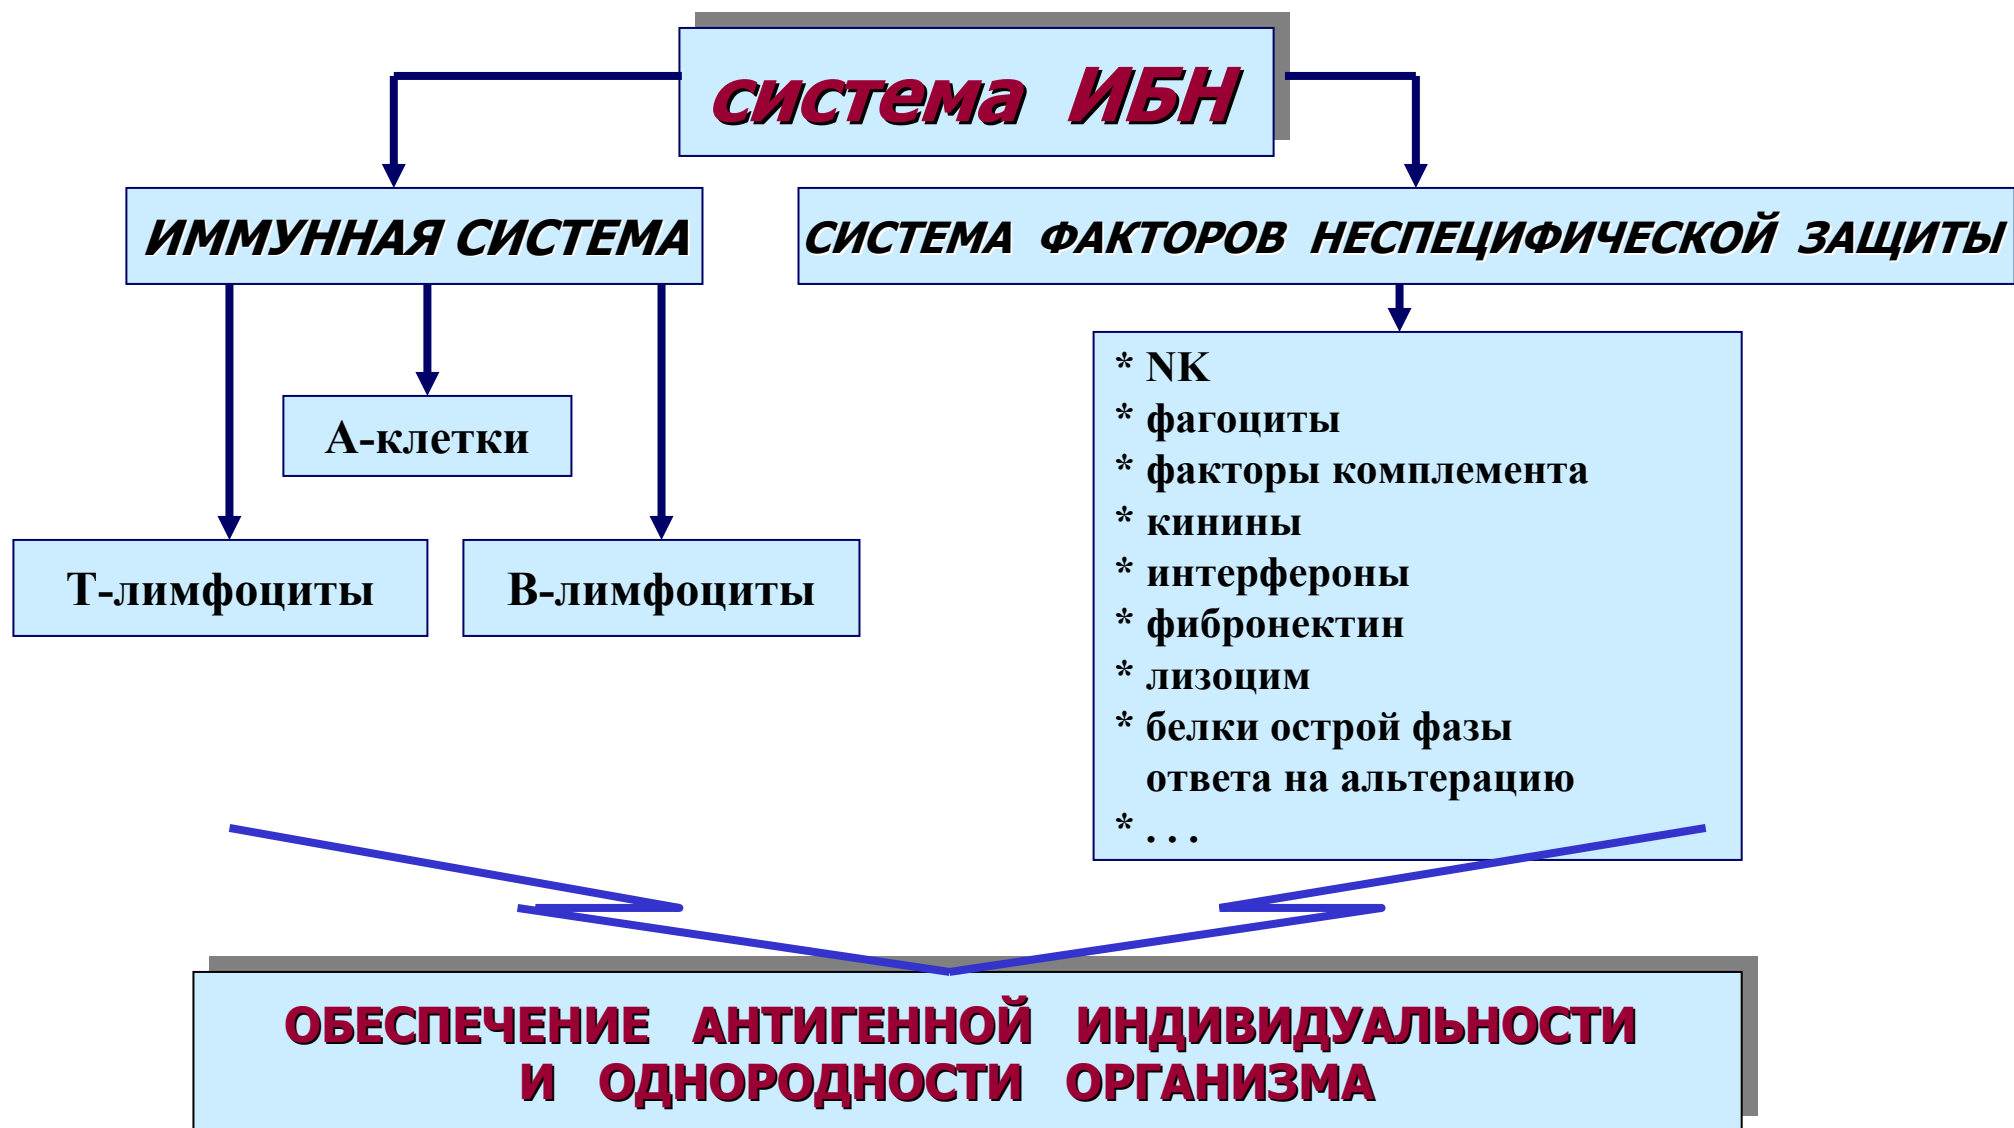 система ИБН
ИММУННАЯ СИСТЕМА
СИСТЕМА ФАКТОРОВ НЕСПЕЦИФИЧЕСКОЙ ЗАЩИТЫ
А-клетки
Т-лимфоциты
В-лимфоциты
* NK
* фагоциты
* факторы комплемента
* кинины
* интерфероны
* фибронектин
* лизоцим
* белки острой фазы
ответа на альтерацию
* . . .
ОБЕСПЕЧЕНИЕ АНТИГЕННОЙ ИНДИВИДУАЛЬНОСТИ
И ОДНОРОДНОСТИ ОРГАНИЗМА